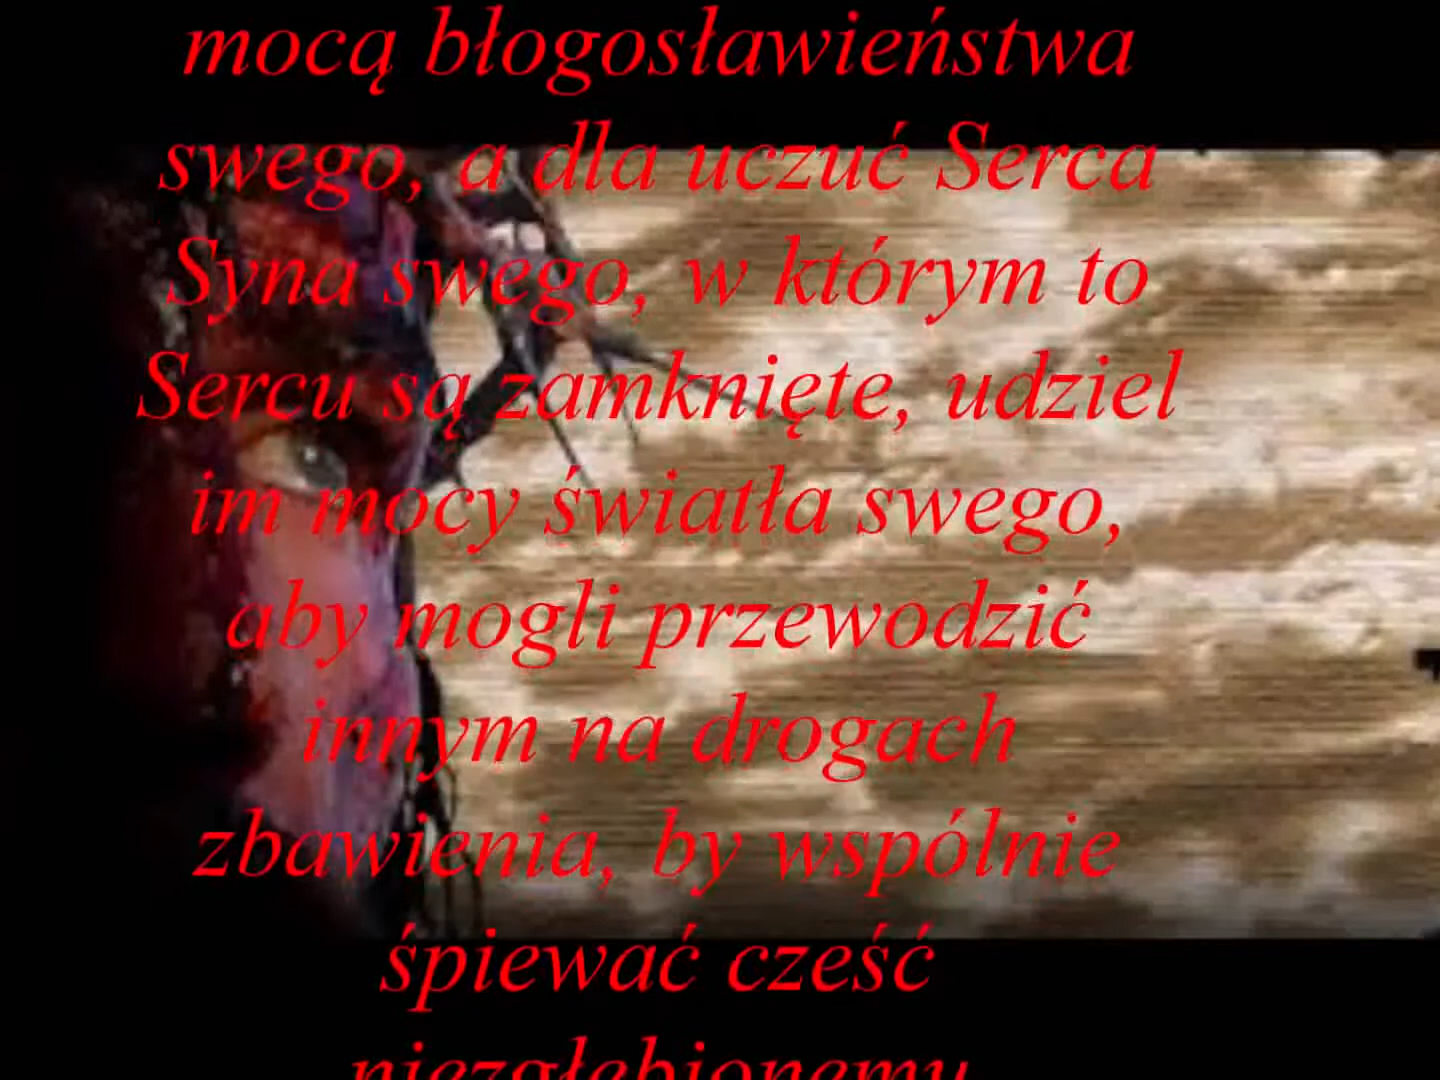 mocą błogosławieństwa
swego, a dla uczuć Serca
Syna swego, w którym to
Sercu są zamknięte, udziel
im mocy światła swego,
aby mogli przewodzić
innym na drogach
zbawienia, by wspólnie
śpiewać cześć
niezgłębionemu